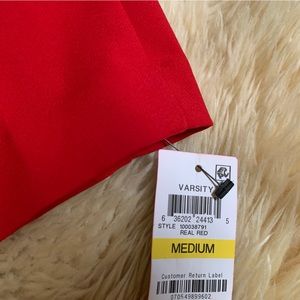 VARSITY
6 36202 24413 5
STYLE 100038791
REAL RED
MEDIUM
Customer Return Label
070649899602